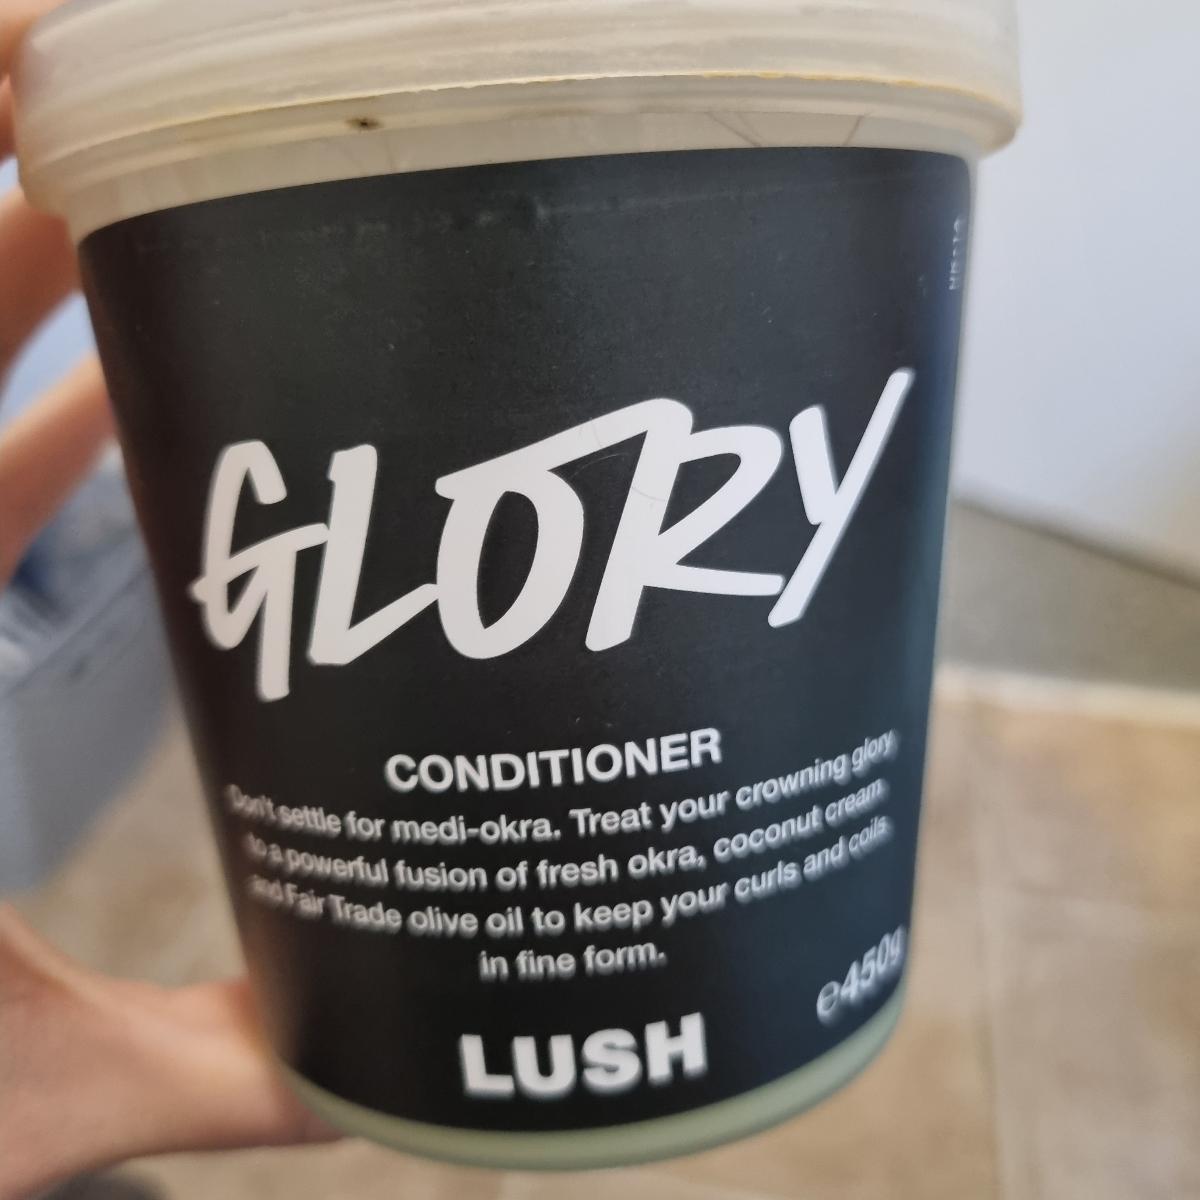 GLORY
CONDITIONER
Don't settle for medi-okra. Treat your crowning glory
to a powerful fusion of fresh okra, coconut cream
and Fair Trade olive oil to keep your curls and coils
in fine form.
e450g
LUSH